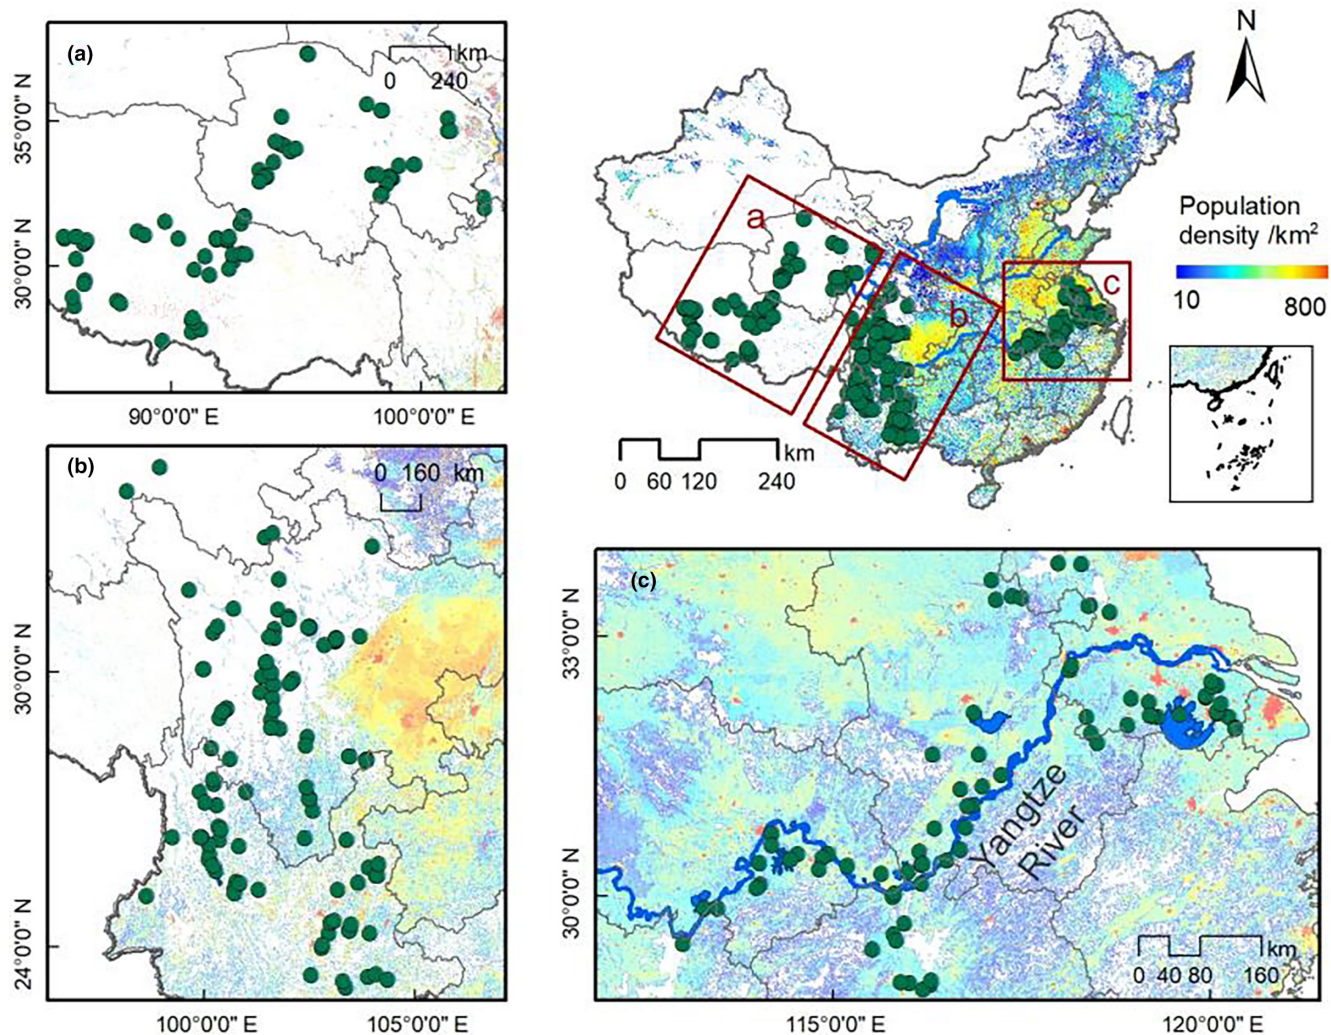 (a)
km
0 240
35°0'0" N
30°0'0" N
90°0'0" E
100°0'0" E
(b)
0 160 km
30°0'0" N
24°0'0" N
100°0'0" E
105°0'0" E
N
a
b
c
km
0 60 120 240
Population
density /km²
10 800
(c)
33°0'0" N
30°0'0" N
Yangtze
River
km
0 40 80 160
115°0'0" E
120°0'0" E